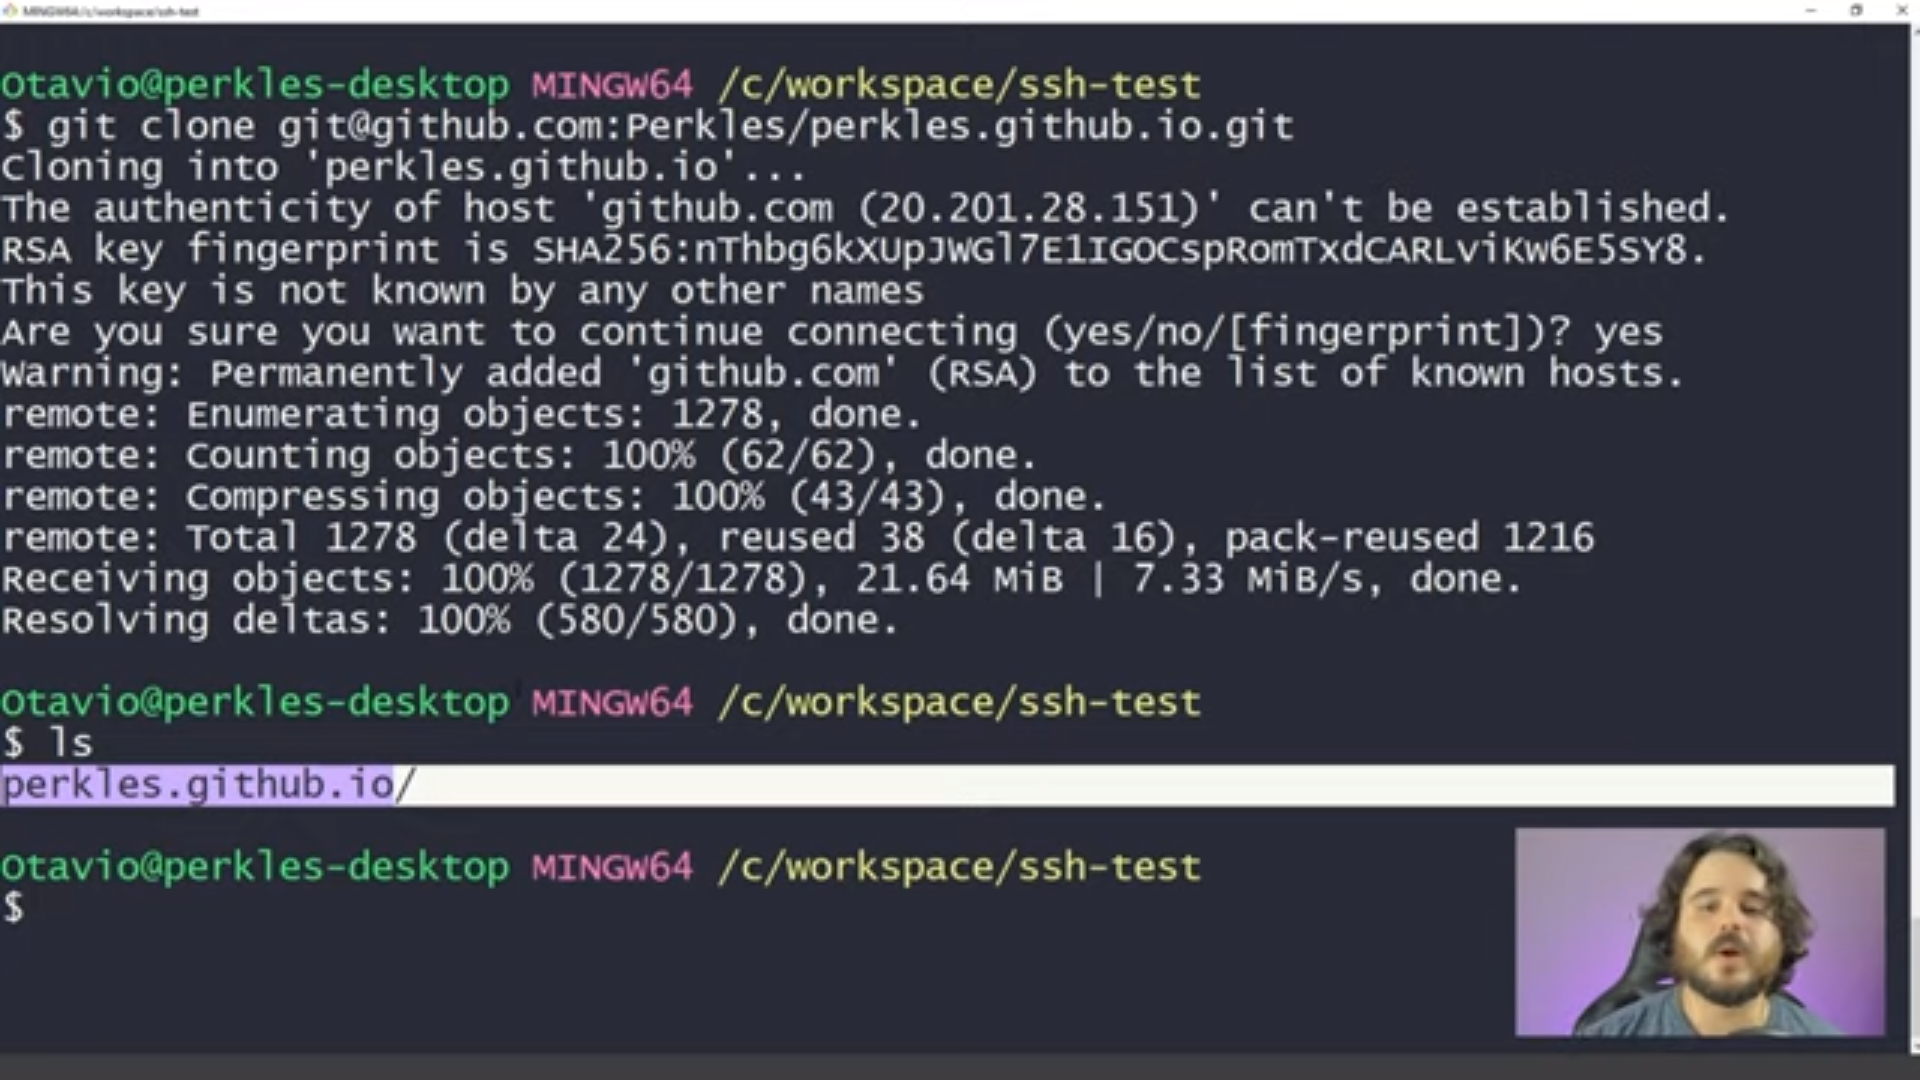 MINGW64:/c/workspace/ssh-test
Otavio@perkles-desktop MINGW64 /c/workspace/ssh-test
$ git clone git@github.com:Perkles/perkles.github.io.git
Cloning into 'perkles.github.io'...
The authenticity of host 'github.com (20.201.28.151)' can't be established.
RSA key fingerprint is SHA256:nThbg6kXUpJWGl7E1IGOCspRomTxdCARLviKw6E5SY8.
This key is not known by any other names
Are you sure you want to continue connecting (yes/no/[fingerprint])? yes
Warning: Permanently added 'github.com' (RSA) to the list of known hosts.
remote: Enumerating objects: 1278, done.
remote: Counting objects: 100% (62/62), done.
remote: Compressing objects: 100% (43/43), done.
remote: Total 1278 (delta 24), reused 38 (delta 16), pack-reused 1216
Receiving objects: 100% (1278/1278), 21.64 MiB | 7.33 MiB/s, done.
Resolving deltas: 100% (580/580), done.
Otavio@perkles-desktop MINGW64 /c/workspace/ssh-test
$ ls
perkles.github.io/
Otavio@perkles-desktop MINGW64 /c/workspace/ssh-test
$